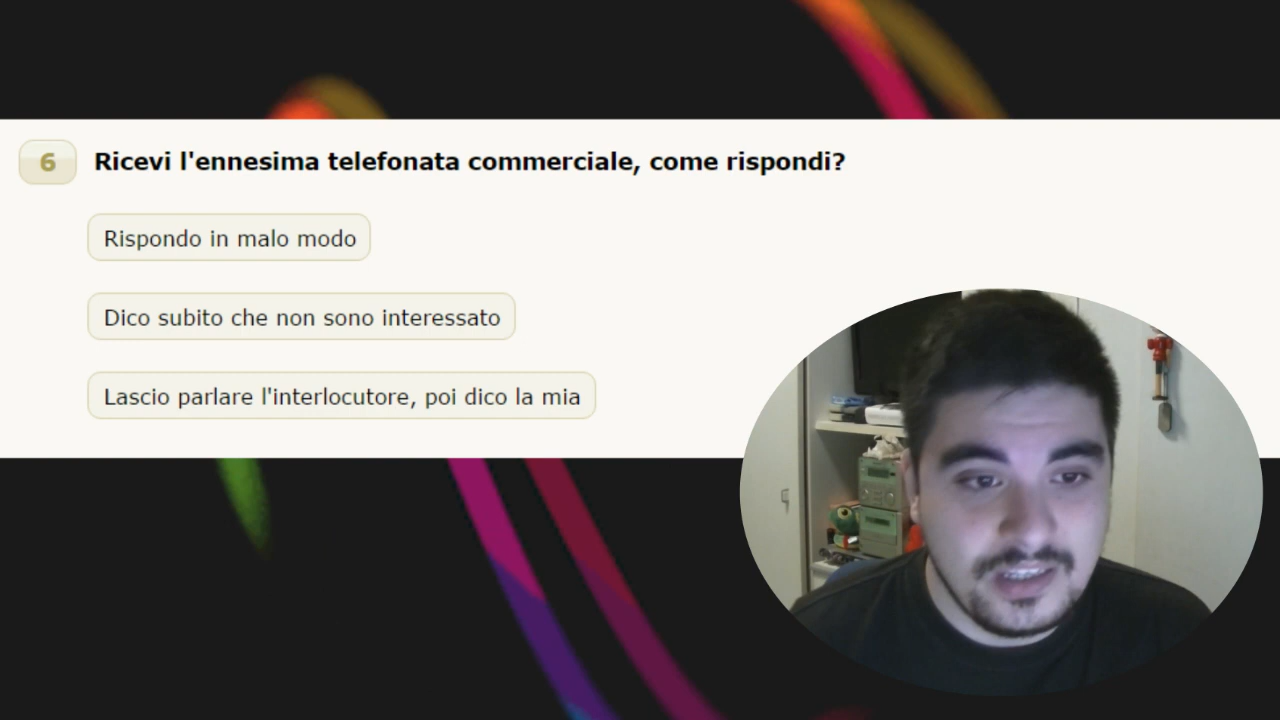 6 Ricevi l'ennesima telefonata commerciale, come rispondi?
Rispondo in malo modo
Dico subito che non sono interessato
Lascio parlare l'interlocutore, poi dico la mia